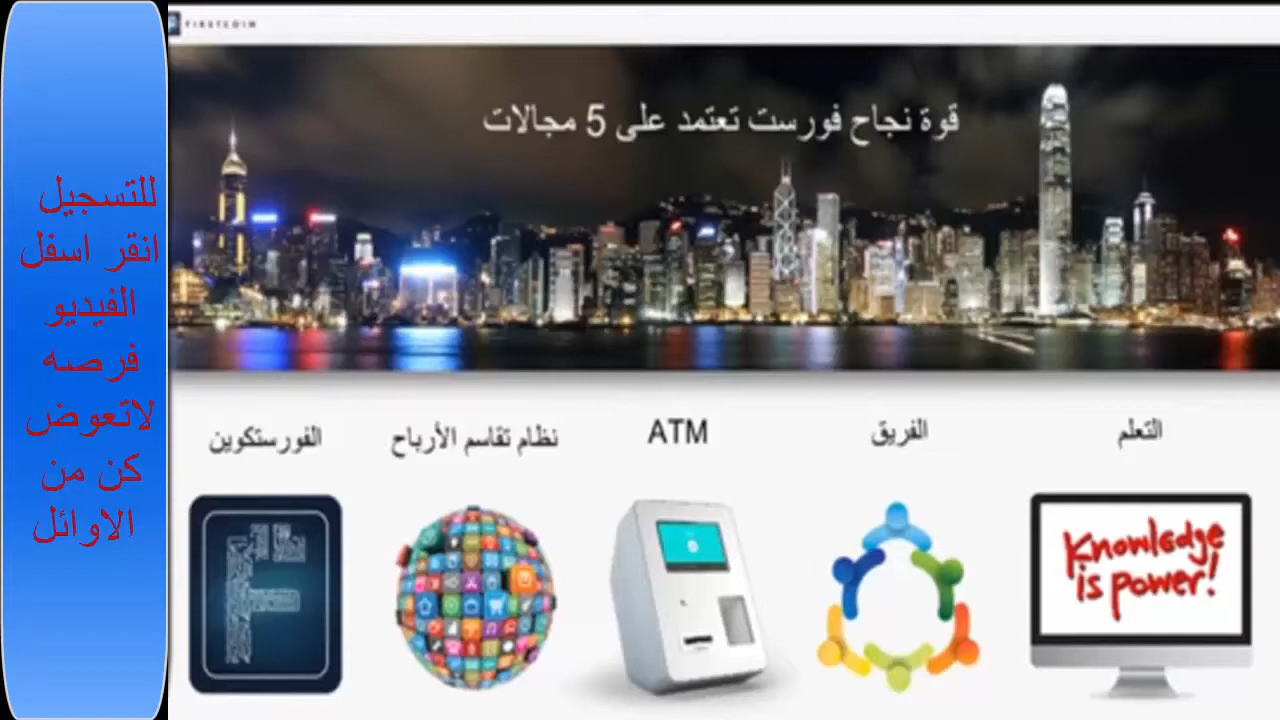 FIRSTCOIN
قوة نجاح فورست تعتمد على 5 مجالات
التعلم
الفريق
ATM
نظام تقاسم الأرباح
الفورستكوين
Knowledge
is power!
للتسجيل
انقر اسفل
الفيديو
فرصه
لاتعوض
كن من
الاوائل